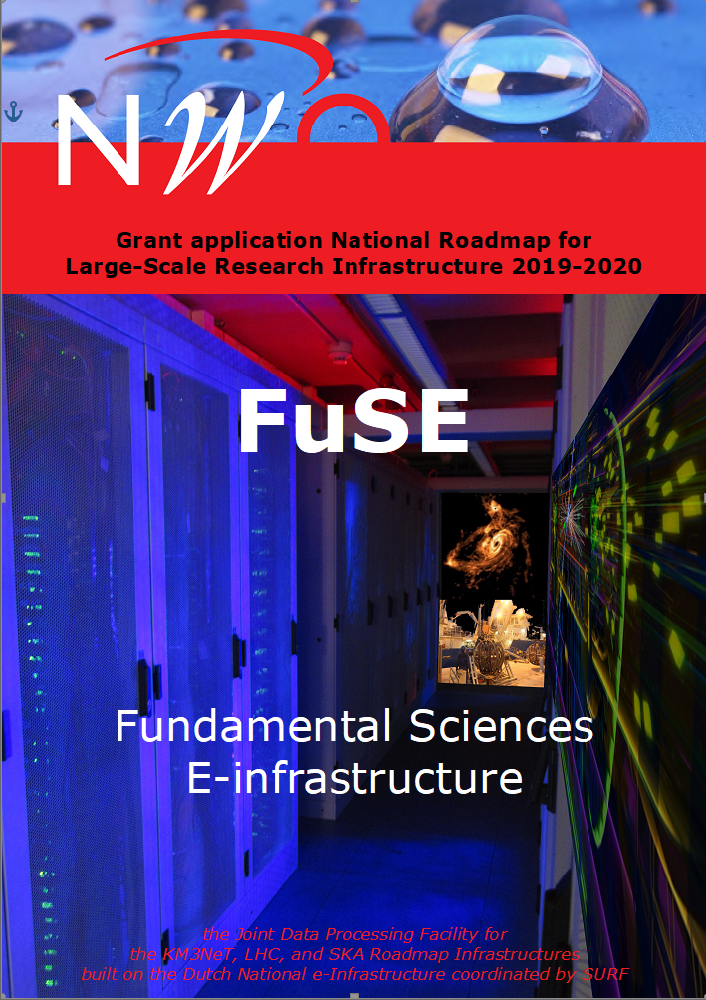 NWO
Grant application National Roadmap for
Large-Scale Research Infrastructure 2019-2020
FuSE
Fundamental Sciences
E-infrastructure
the Joint Data Processing Facility for
the KM3NeT, LHC, and SKA Roadmap Infrastructures
built on the Dutch National e-Infrastructure coordinated by SURF